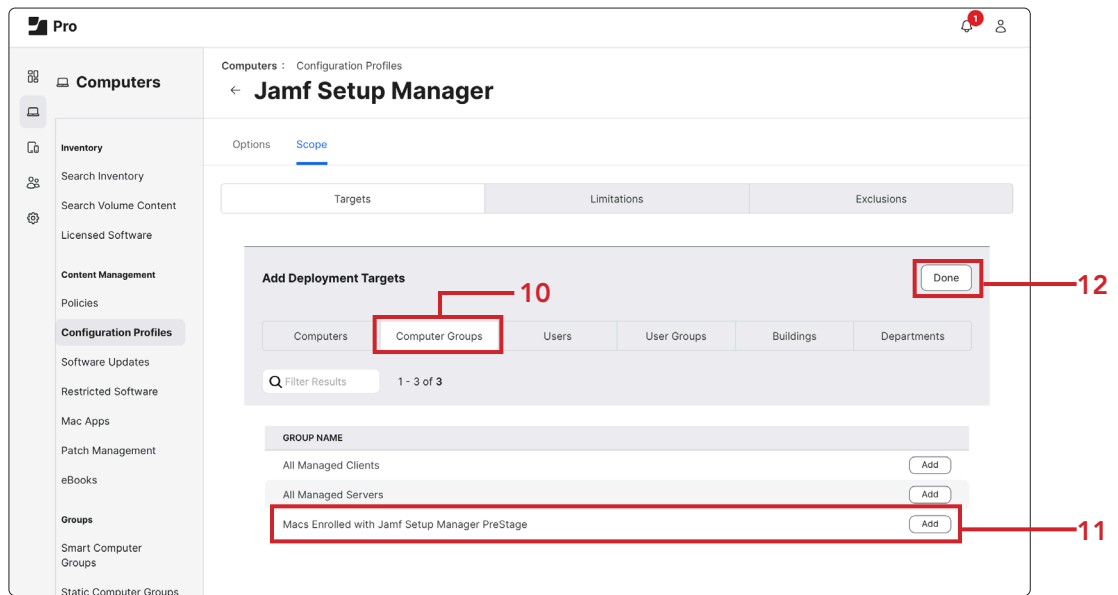 Pro
1
Computers
Inventory
Search Inventory
Search Volume Content
Licensed Software
Content Management
Policies
Configuration Profiles
Software Updates
Restricted Software
Mac Apps
Patch Management
eBooks
Groups
Smart Computer
Groups
Static Computer Groups
Computers : Configuration Profiles
← Jamf Setup Manager
Options Scope
Targets Limitations Exclusions
Add Deployment Targets Done
12
10
Computers Computer Groups Users User Groups Buildings Departments
Filter Results 1 - 3 of 3
GROUP NAME
All Managed Clients Add
All Managed Servers Add
Macs Enrolled with Jamf Setup Manager PreStage Add
11